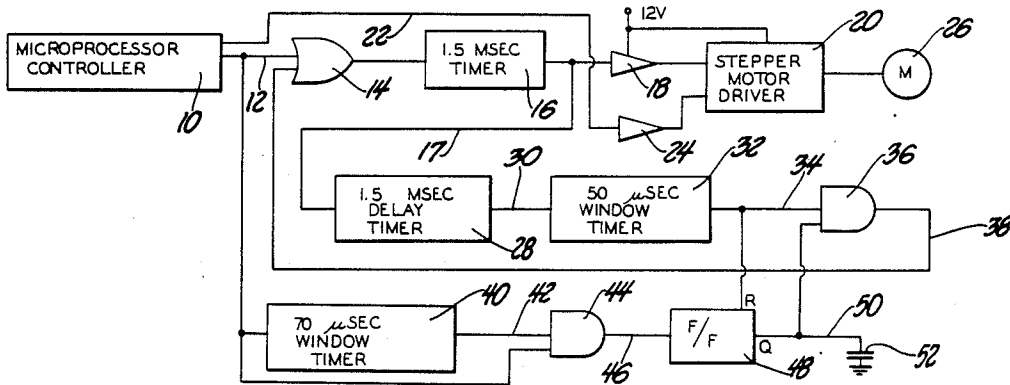 12V
22
20
26
MICROPROCESSOR
CONTROLLER
10
12
14
1.5 MSEC
TIMER
16
18
STEPPER
MOTOR
DRIVER
M
17
24
1.5 MSEC
DELAY
TIMER
28
30
32
50 μSEC
WINDOW
TIMER
34
36
38
40
70 μSEC
WINDOW
TIMER
42
44
46
R
F/F
Q
48
50
52